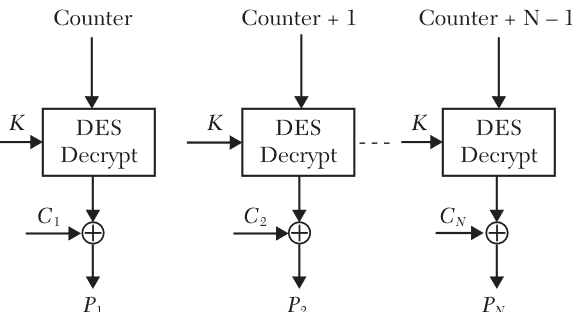 Counter
Counter + 1
Counter + N – 1
K
DES
Decrypt
K
DES
Decrypt
K
DES
Decrypt
C1
C2
CN
P1
P2
PN